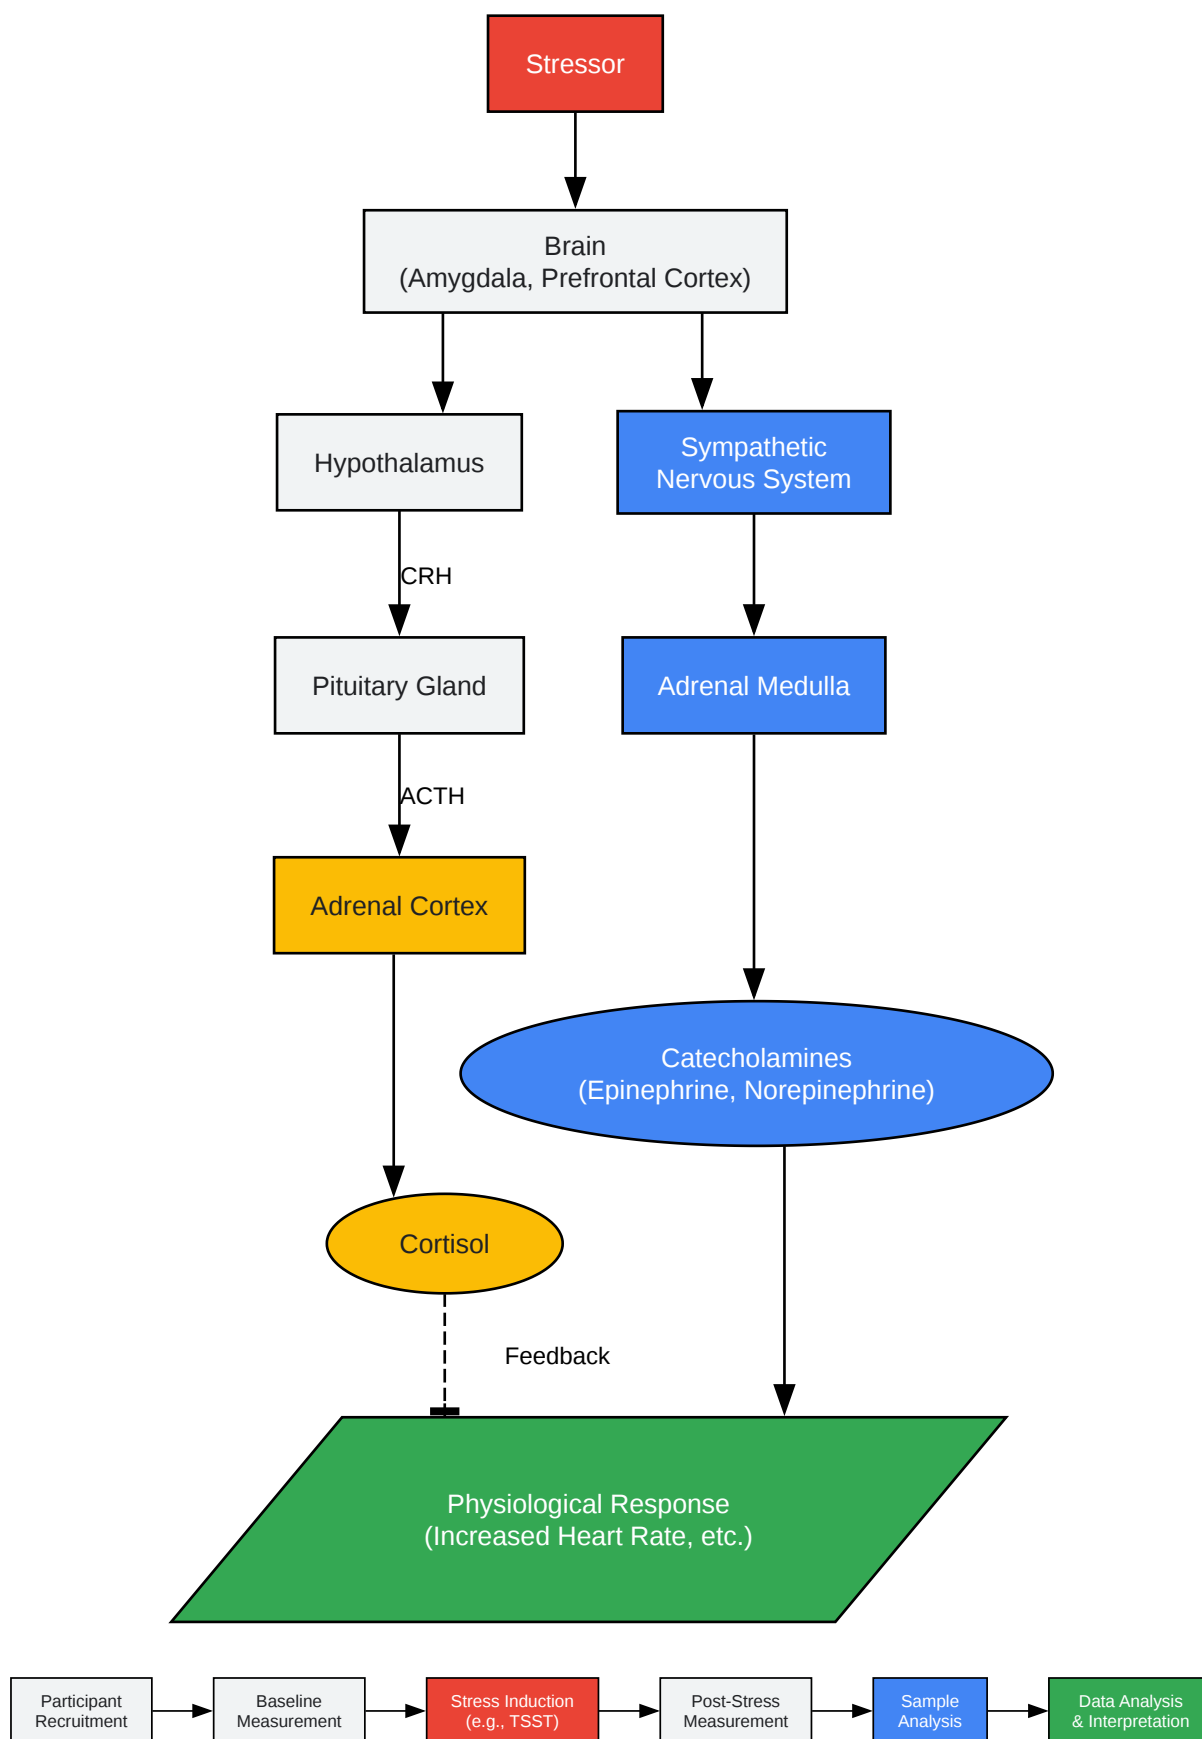 Stressor
Brain
(Amygdala, Prefrontal Cortex)
Hypothalamus
Sympathetic
Nervous System
CRH
Pituitary Gland
Adrenal Medulla
ACTH
Adrenal Cortex
Catecholamines
(Epinephrine, Norepinephrine)
Cortisol
Feedback
Physiological Response
(Increased Heart Rate, etc.)
Participant
Recruitment
Baseline
Measurement
Stress Induction
(e.g., TSST)
Post-Stress
Measurement
Sample
Analysis
Data Analysis
& Interpretation